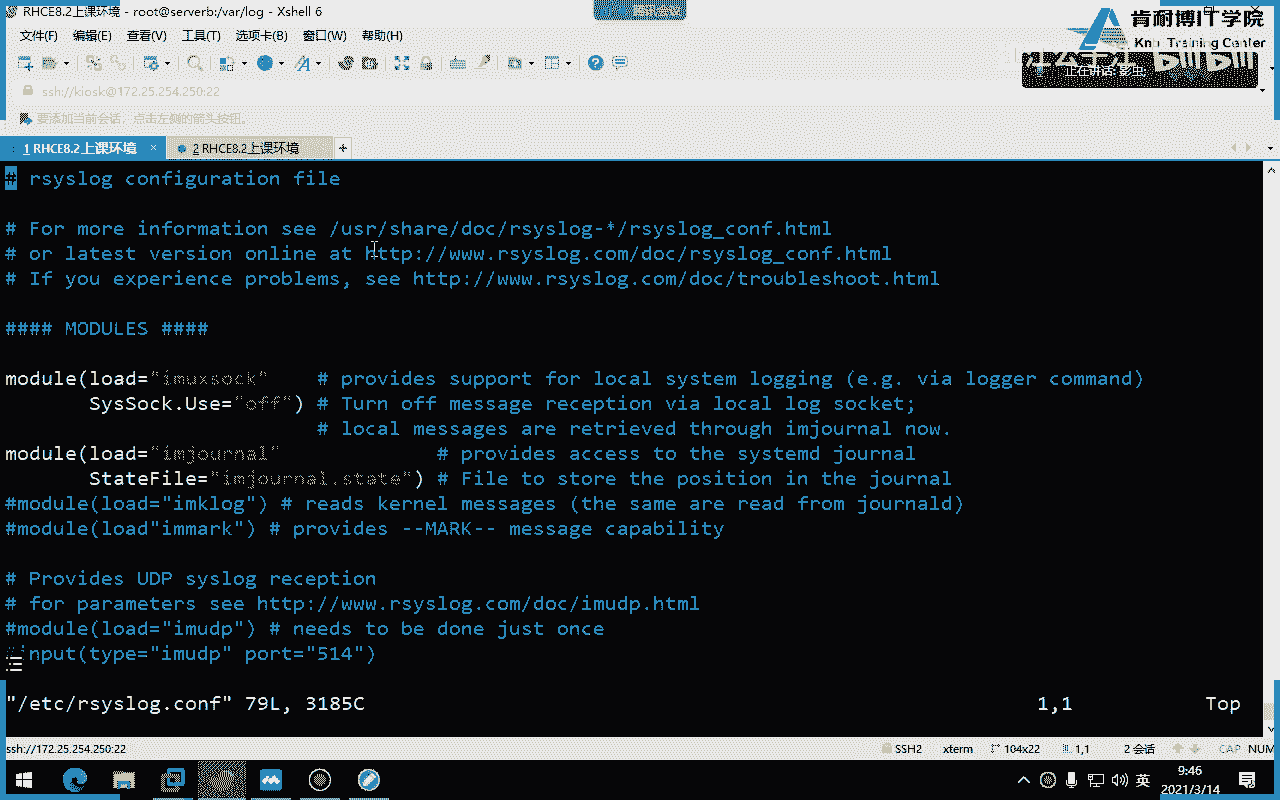 RHCE8.2上课环境 - root@serverb:/var/log - Xshell 6
肯耐博IT学院
Training Center
文件(F) 编辑(E) 查看(V) 工具(T) 选项卡(B) 窗口(W) 帮助(H)
正在讲话:
ssh://kiosk@172.25.254.250:22
要添加当前会话，点击左侧的箭头按钮。
1 RHCE8.2上课环境 × 2 RHCE8.2上课环境 +
# rsyslog configuration file
# For more information see /usr/share/doc/rsyslog-*/rsyslog_conf.html
# or latest version online at http://www.rsyslog.com/doc/rsyslog_conf.html
# If you experience problems, see http://www.rsyslog.com/doc/troubleshoot.html
#### MODULES ####
module(load="imuxsock" # provides support for local system logging (e.g. via logger command)
SysSock.Use="off") # Turn off message reception via local log socket;
# local messages are retrieved through imjournal now.
module(load="imjournal" # provides access to the systemd journal
StateFile="imjournal.state") # File to store the position in the journal
#module(load="imklog") # reads kernel messages (the same are read from journald)
#module(load"immark") # provides --MARK-- message capability
# Provides UDP syslog reception
# for parameters see http://www.rsyslog.com/doc/imudp.html
#module(load="imudp") # needs to be done just once
#input(type="imudp" port="514")
"/etc/rsyslog.conf" 79L, 3185C 1,1 Top
ssh://172.25.254.250:22 SSH2 xterm 104x22 1,1 2 会话 CAP NUM
英 9:46
2021/3/14